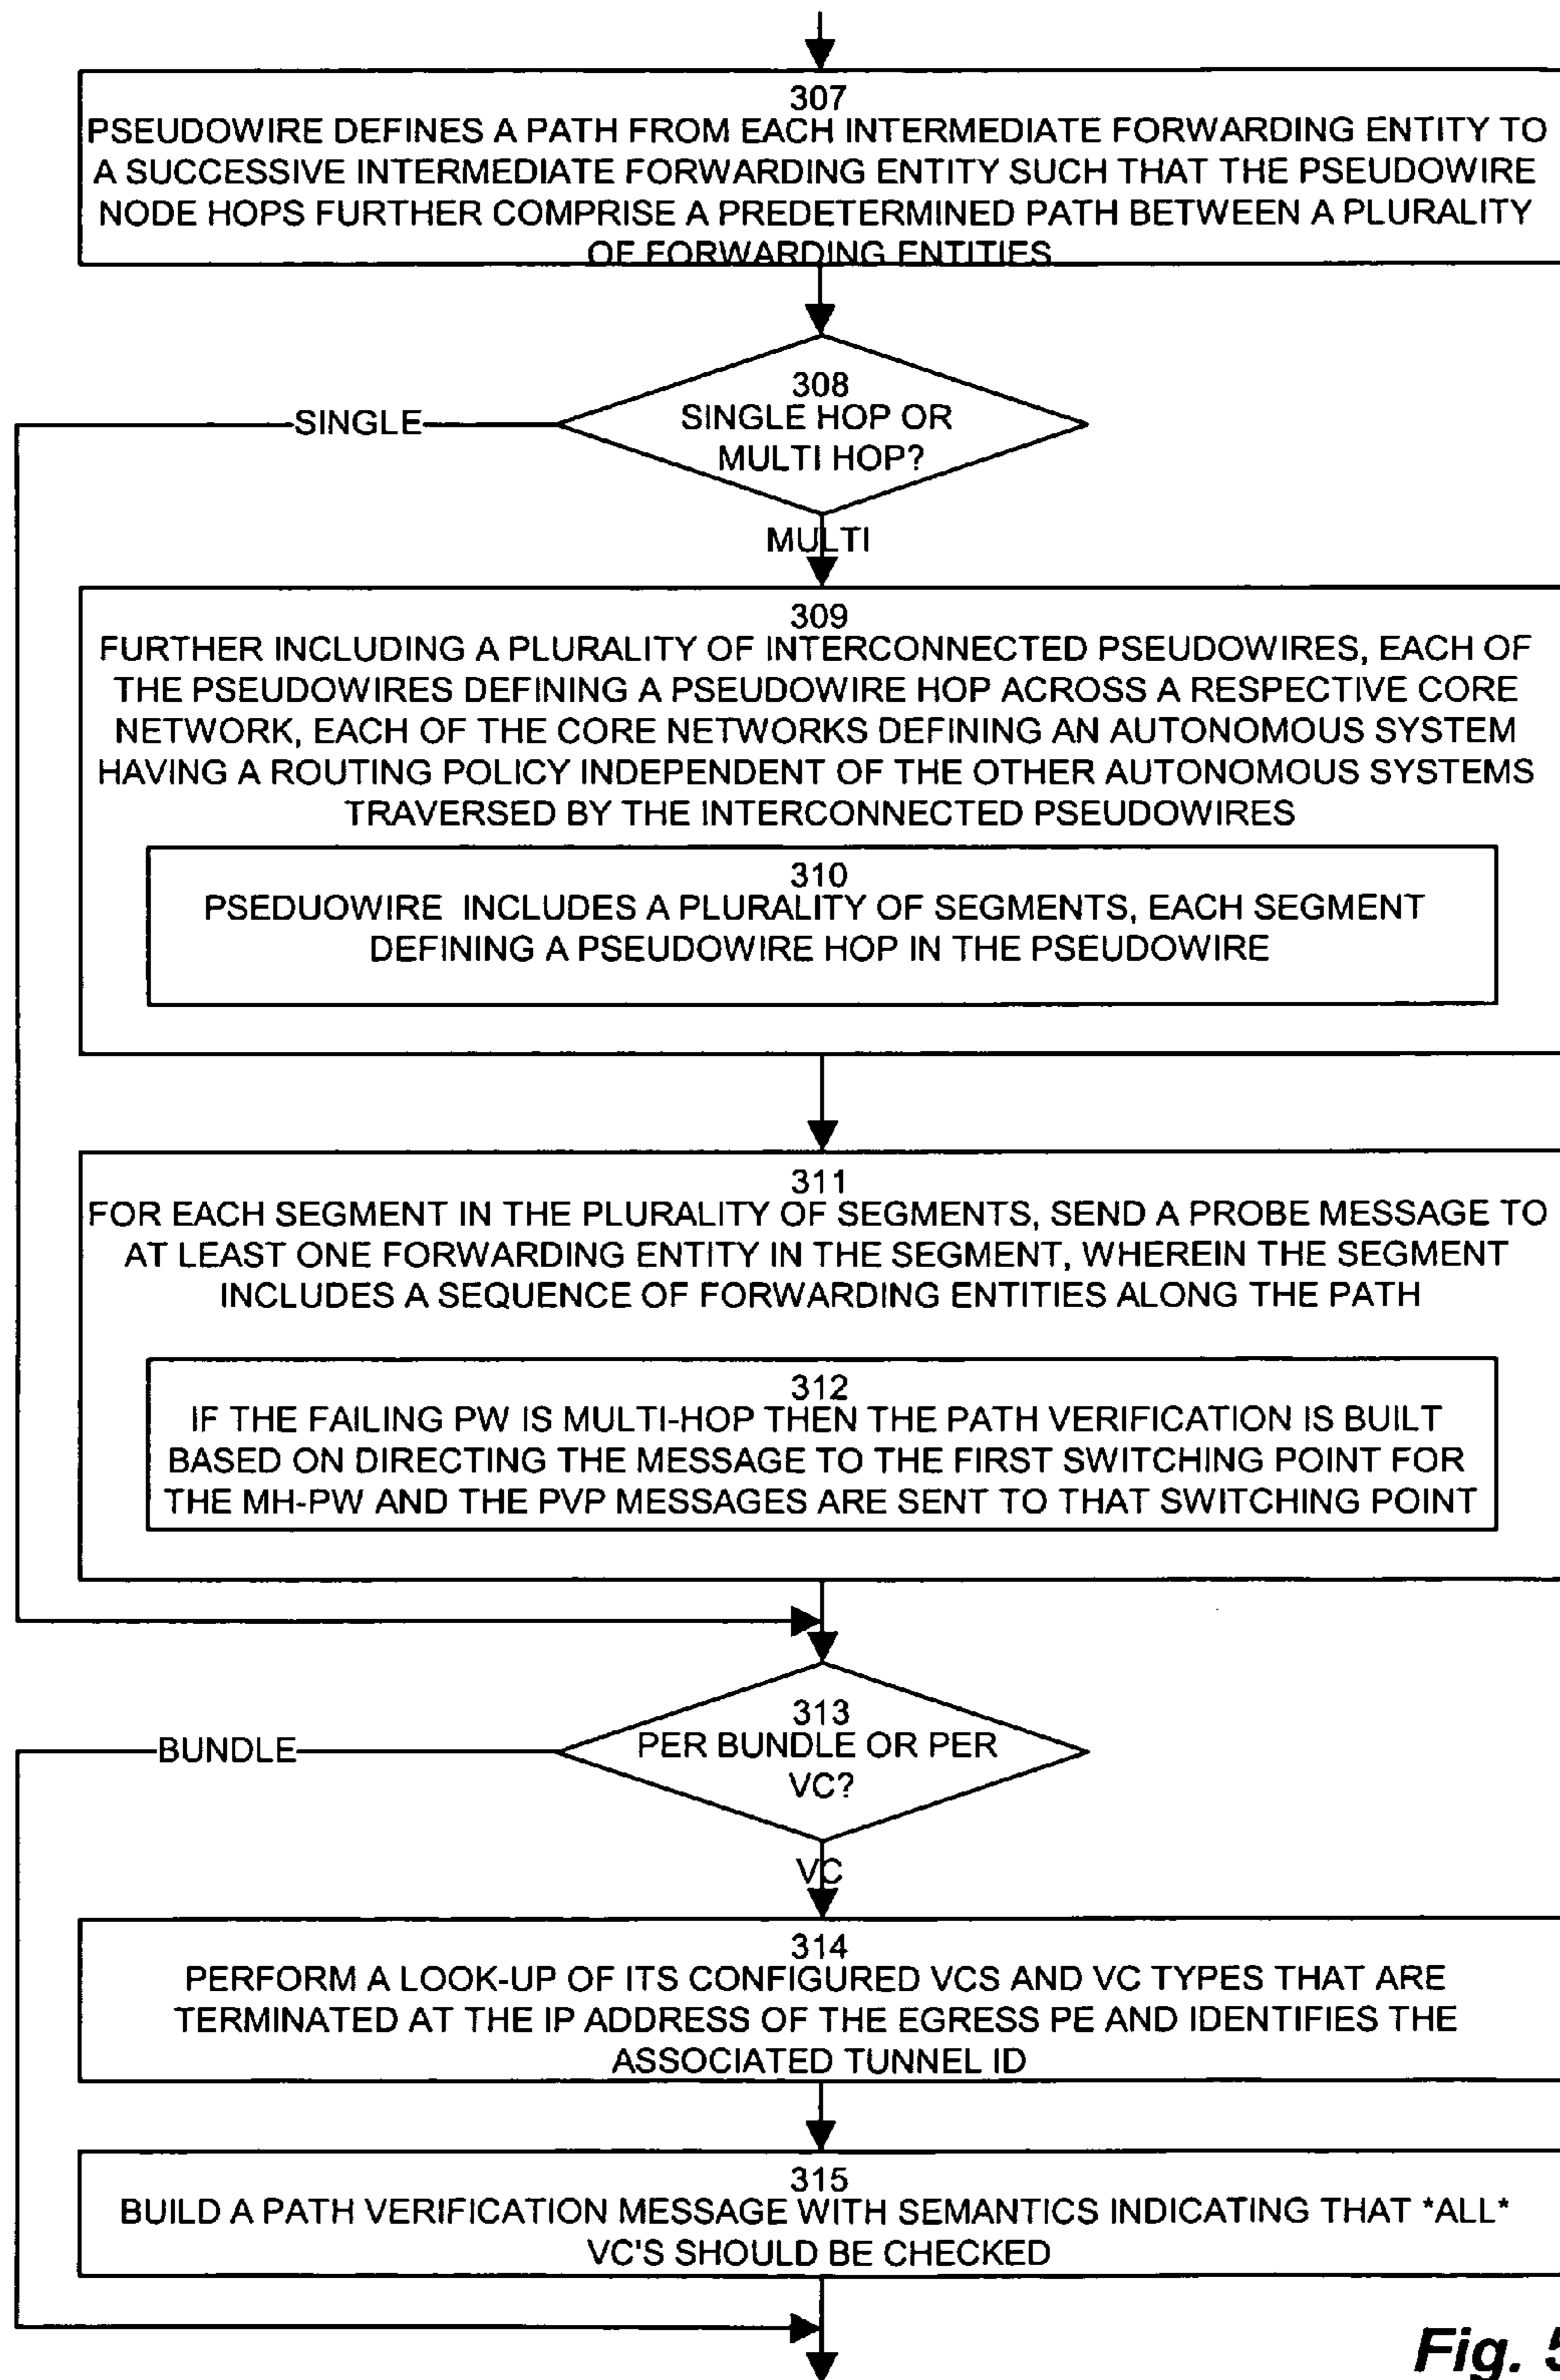 307
PSEUDOWIRE DEFINES A PATH FROM EACH INTERMEDIATE FORWARDING ENTITY TO
A SUCCESSIVE INTERMEDIATE FORWARDING ENTITY SUCH THAT THE PSEUDOWIRE
NODE HOPS FURTHER COMPRISE A PREDETERMINED PATH BETWEEN A PLURALITY
OF FORWARDING ENTITIES
308
SINGLE HOP OR
MULTI HOP?
SINGLE
MULTI
309
FURTHER INCLUDING A PLURALITY OF INTERCONNECTED PSEUDOWIRES, EACH OF
THE PSEUDOWIRES DEFINING A PSEUDOWIRE HOP ACROSS A RESPECTIVE CORE
NETWORK, EACH OF THE CORE NETWORKS DEFINING AN AUTONOMOUS SYSTEM
HAVING A ROUTING POLICY INDEPENDENT OF THE OTHER AUTONOMOUS SYSTEMS
TRAVERSED BY THE INTERCONNECTED PSEUDOWIRES
310
PSEDUOWIRE INCLUDES A PLURALITY OF SEGMENTS, EACH SEGMENT
DEFINING A PSEUDOWIRE HOP IN THE PSEUDOWIRE
311
FOR EACH SEGMENT IN THE PLURALITY OF SEGMENTS, SEND A PROBE MESSAGE TO
AT LEAST ONE FORWARDING ENTITY IN THE SEGMENT, WHEREIN THE SEGMENT
INCLUDES A SEQUENCE OF FORWARDING ENTITIES ALONG THE PATH
312
IF THE FAILING PW IS MULTI-HOP THEN THE PATH VERIFICATION IS BUILT
BASED ON DIRECTING THE MESSAGE TO THE FIRST SWITCHING POINT FOR
THE MH-PW AND THE PVP MESSAGES ARE SENT TO THAT SWITCHING POINT
313
PER BUNDLE OR PER
VC?
BUNDLE
VC
314
PERFORM A LOOK-UP OF ITS CONFIGURED VCS AND VC TYPES THAT ARE
TERMINATED AT THE IP ADDRESS OF THE EGRESS PE AND IDENTIFIES THE
ASSOCIATED TUNNEL ID
315
BUILD A PATH VERIFICATION MESSAGE WITH SEMANTICS INDICATING THAT *ALL*
VC'S SHOULD BE CHECKED
Fig. 5